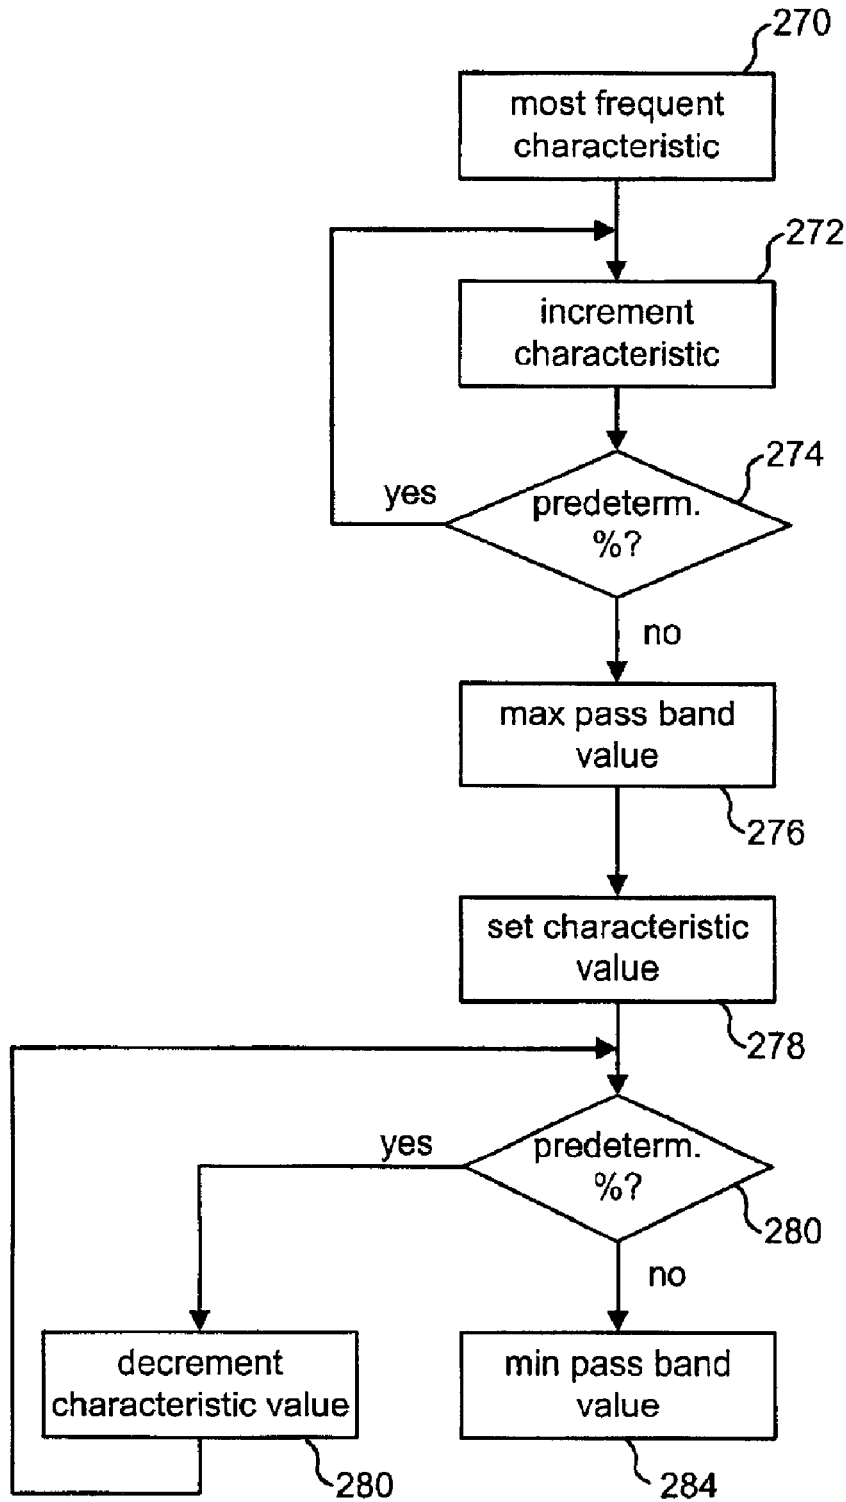 270
most frequent
characteristic
272
increment
characteristic
274
yes
predeterm.
%?
no
max pass band
value
276
set characteristic
value
278
yes
predeterm.
%?
280
no
decrement
characteristic value
280
min pass band
value
284